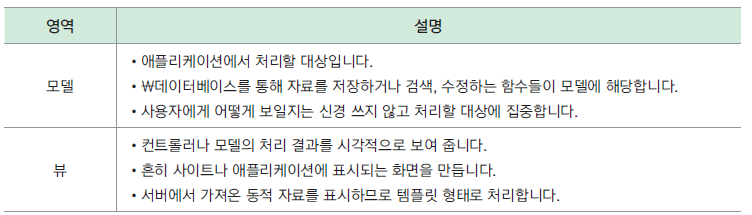 영역 설명
• 애플리케이션에서 처리할 대상입니다.
모델 • ₩데이터베이스를 통해 자료를 저장하거나 검색, 수정하는 함수들이 모델에 해당합니다.
• 사용자에게 어떻게 보일지는 신경 쓰지 않고 처리할 대상에 집중합니다.
• 컨트롤러나 모델의 처리 결과를 시각적으로 보여 줍니다.
뷰 • 흔히 사이트나 애플리케이션에 표시되는 화면을 만듭니다.
• 서버에서 가져온 동적 자료를 표시하므로 템플릿 형태로 처리합니다.